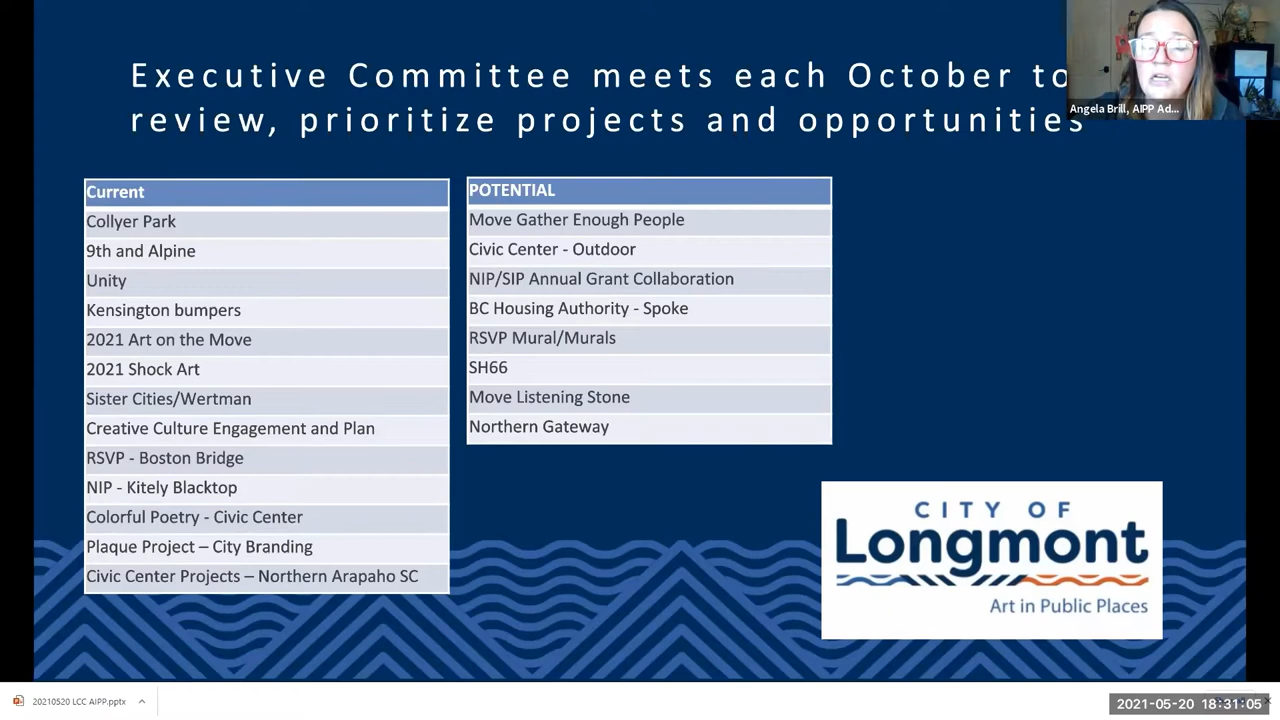 Executive Committee meets each October to
review, prioritize projects and opportunities
Angela Brill, AIPP Ad...
Current
Collyer Park
9th and Alpine
Unity
Kensington bumpers
2021 Art on the Move
2021 Shock Art
Sister Cities/Wertman
Creative Culture Engagement and Plan
RSVP - Boston Bridge
NIP - Kitely Blacktop
Colorful Poetry - Civic Center
Plaque Project – City Branding
Civic Center Projects – Northern Arapaho SC
POTENTIAL
Move Gather Enough People
Civic Center - Outdoor
NIP/SIP Annual Grant Collaboration
BC Housing Authority - Spoke
RSVP Mural/Murals
SH66
Move Listening Stone
Northern Gateway
CITY OF
Longmont
Art in Public Places
20210520 LCC AIPP.pptx
2021-05-20 18:31:05